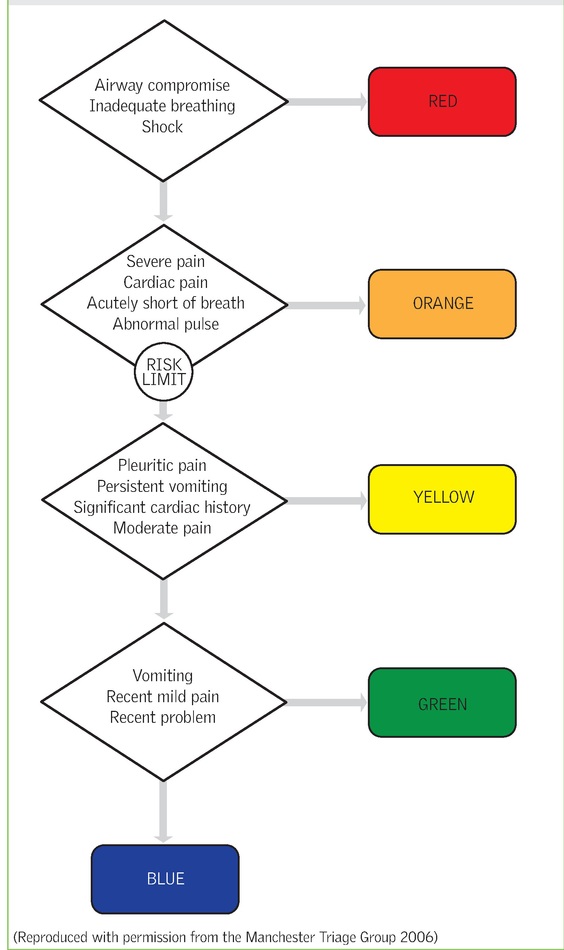 Airway compromise
Inadequate breathing
Shock
RED
Severe pain
Cardiac pain
Acutely short of breath
Abnormal pulse
ORANGE
RISK
LIMIT
Pleuritic pain
Persistent vomiting
Significant cardiac history
Moderate pain
YELLOW
Vomiting
Recent mild pain
Recent problem
GREEN
BLUE
(Reproduced with permission from the Manchester Triage Group 2006)